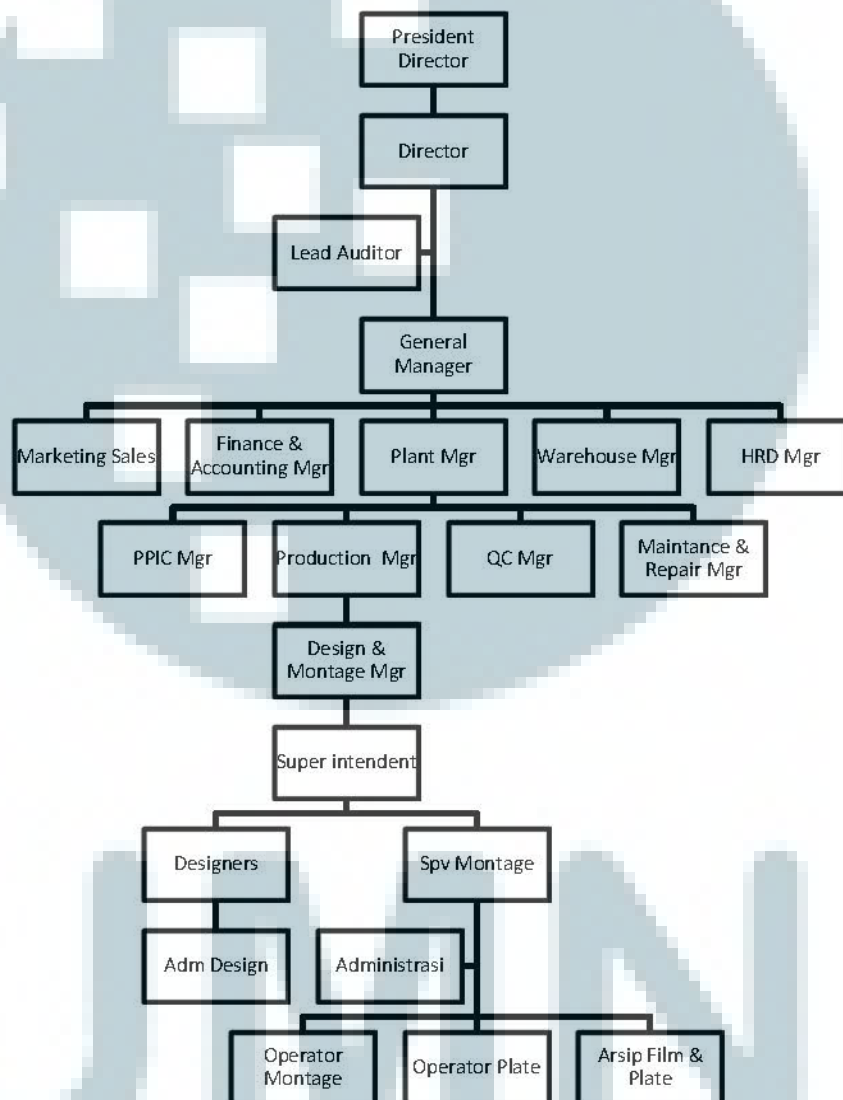 President
Director
Director
Lead Auditor
General
Manager
Marketing Sales
Finance &
Accounting Mgr
Plant Mgr
Warehouse Mgr
HRD Mgr
PPIC Mgr
Production Mgr
QC Mgr
Maintance &
Repair Mgr
Design &
Montage Mgr
Super intendent
Designers
Spv Montage
Adm Design
Administrasi
Operator
Montage
Operator Plate
Arsip Film &
Plate